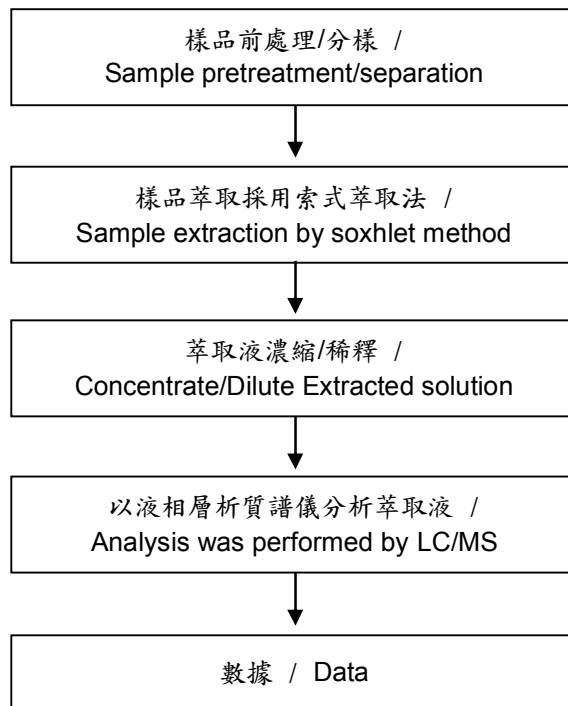 樣品前處理/分樣 /
Sample pretreatment/separation
樣品萃取採用索式萃取法 /
Sample extraction by soxhlet method
萃取液濃縮/稀釋 /
Concentrate/Dilute Extracted solution
以液相層析質譜儀分析萃取液 /
Analysis was performed by LC/MS
數據 / Data